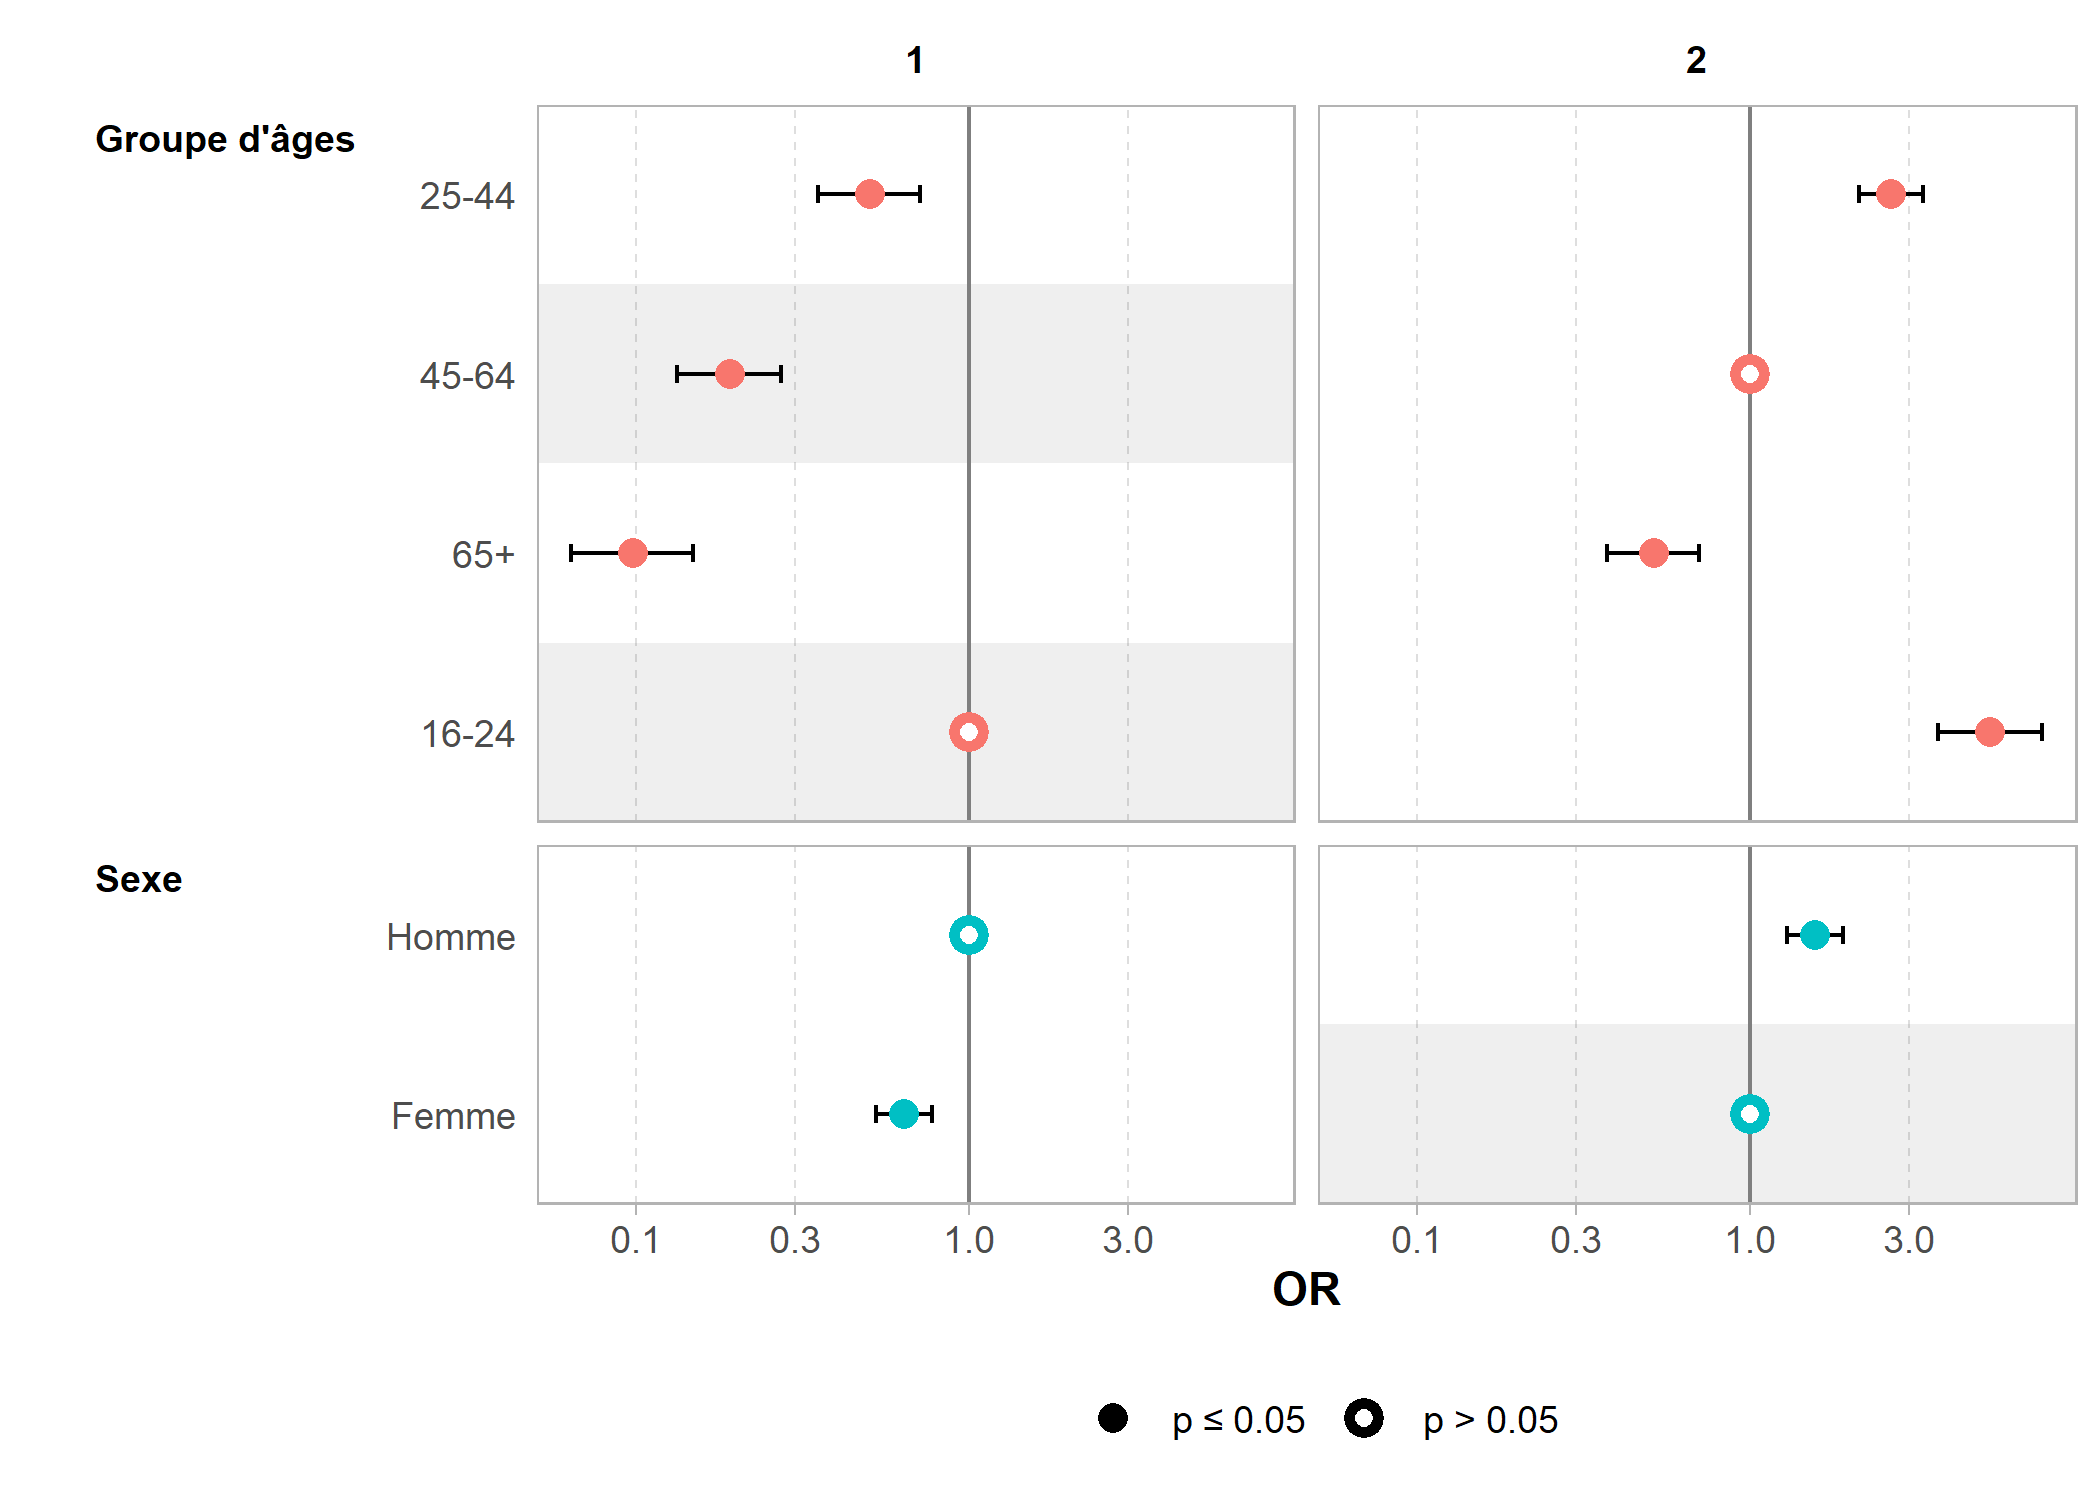 1 2
Groupe d'âges
25-44
45-64
65+
16-24
Sexe
Homme
Femme
0.1 0.3 1.0 3.0 0.1 0.3 1.0 3.0
OR
p ≤ 0.05 p > 0.05